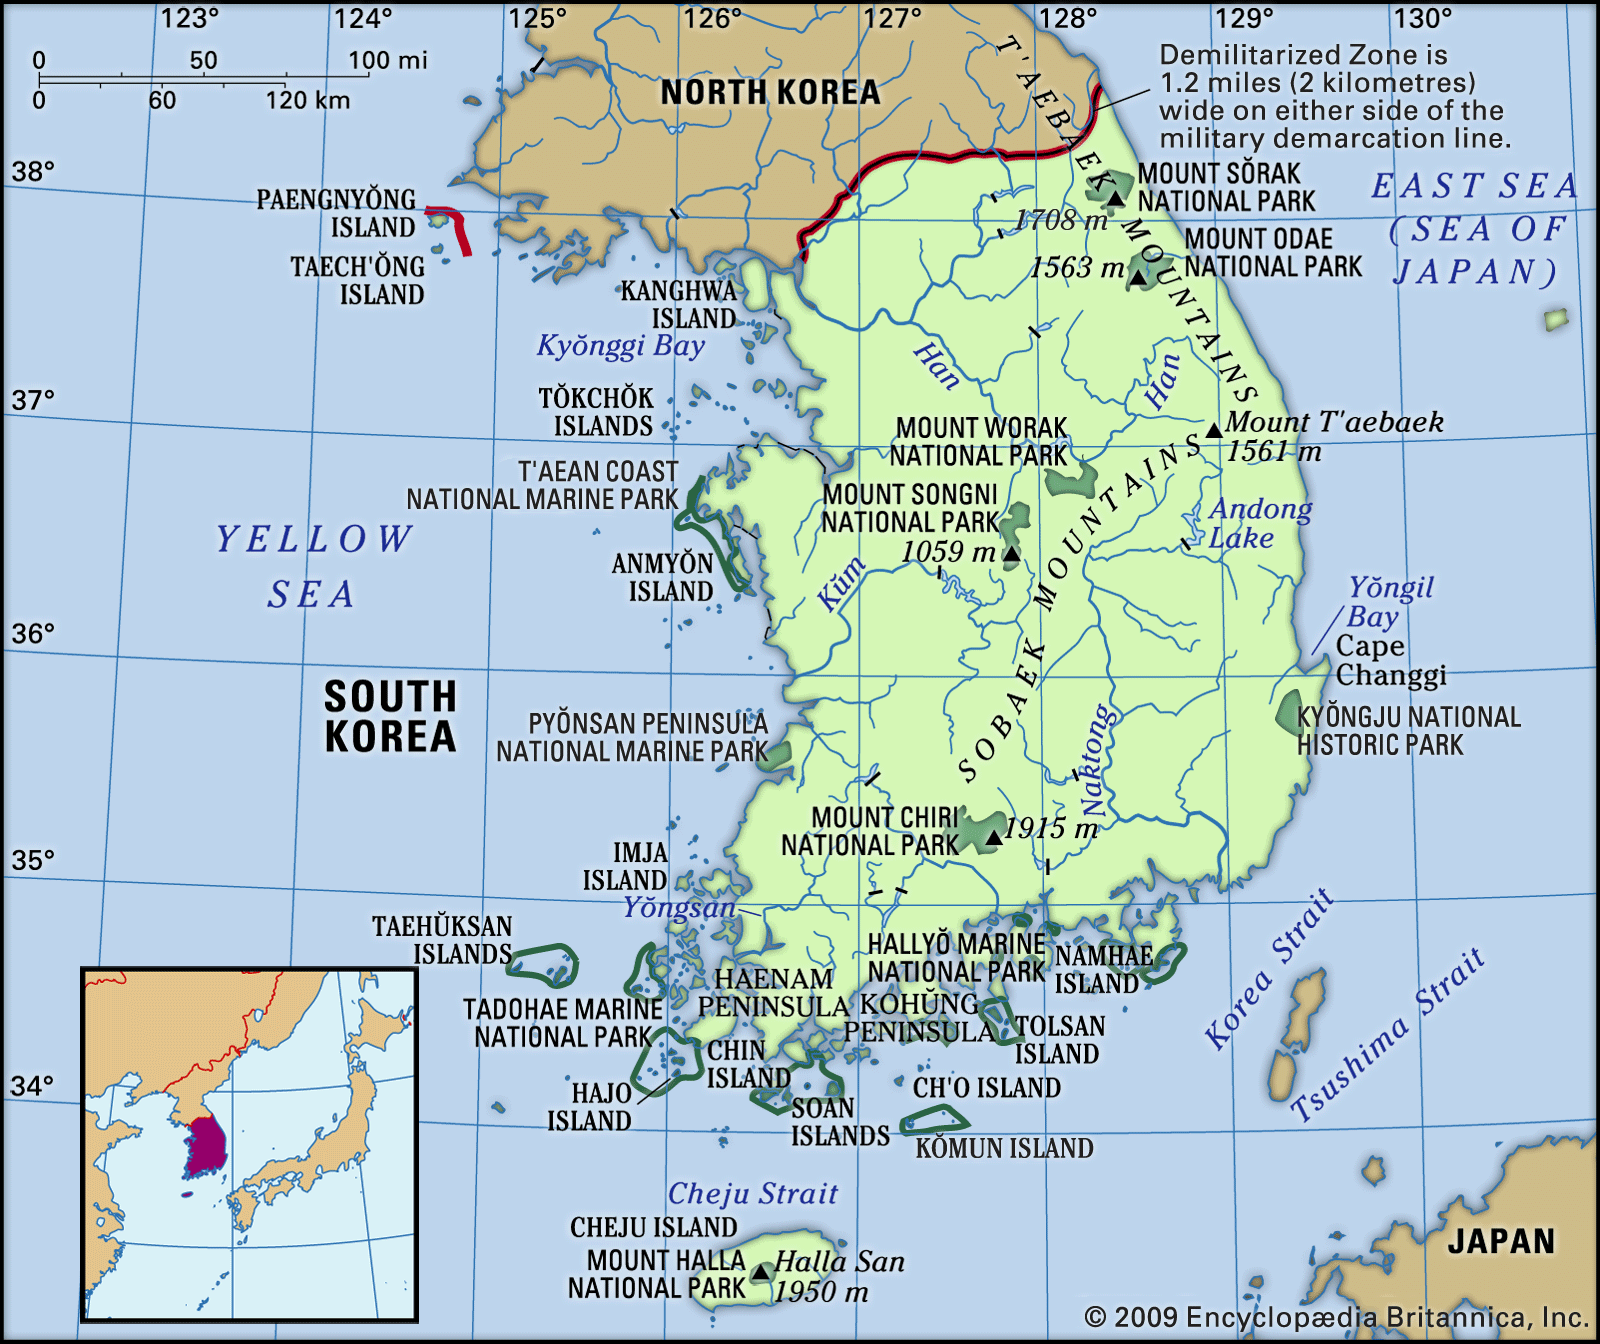 123°
124°
125°
126°
127°
128°
129°
130°
0
50
100 mi
0
60
120 km
NORTH KOREA
T'AEBAEK MOUNTAINS
Demilitarized Zone is
1.2 miles (2 kilometres)
wide on either side of the
military demarcation line.
38°
PAENGNYŎNG
ISLAND
TAECH'ŎNG
ISLAND
MOUNT SŎRAK
NATIONAL PARK
1708 m
MOUNT ODAE
NATIONAL PARK
1563 m
EAST SEA
(SEA OF
JAPAN)
KANGHWA
ISLAND
Kyŏnggi Bay
Han
Han
37°
TŎKCHŎK
ISLANDS
MOUNT WORAK
NATIONAL PARK
Mount T'aebaek
1561 m
T'AEAN COAST
NATIONAL MARINE PARK
MOUNT SONGNI
NATIONAL PARK
1059 m
SOBAEK MOUNTAINS
Andong
Lake
YELLOW
SEA
ANMYŎN
ISLAND
Kŭm
Yŏngil
Bay
Cape
Changgi
36°
SOUTH
KOREA
PYŎNSAN PENINSULA
NATIONAL MARINE PARK
Naktong
KYŎNGJU NATIONAL
HISTORIC PARK
MOUNT CHIRI
NATIONAL PARK
1915 m
35°
IMJA
ISLAND
Yŏngsan
TAEHŬKSAN
ISLANDS
HALLYŎ MARINE
NATIONAL PARK
NAMHAE
ISLAND
HAENAM
PENINSULA
KOHŬNG
PENINSULA
TADOHAE MARINE
NATIONAL PARK
TOLSAN
ISLAND
Korea Strait
Tsushima Strait
CHIN
ISLAND
34°
HAJO
ISLAND
SOAN
ISLANDS
CH'O ISLAND
KŎMUN ISLAND
Cheju Strait
CHEJU ISLAND
MOUNT HALLA
NATIONAL PARK
Halla San
1950 m
JAPAN
© 2009 Encyclopædia Britannica, Inc.